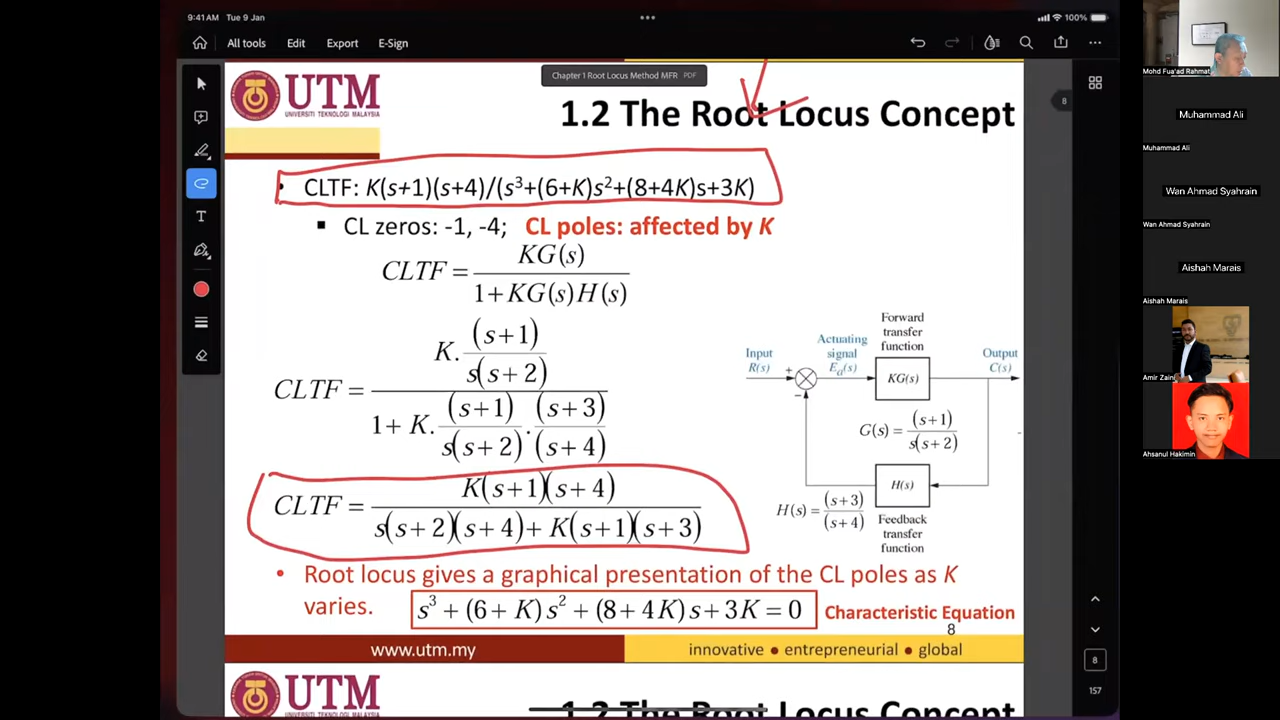 9:41 AM Tue 9 Jan
100%
All tools Edit Export E-Sign
Chapter 1 Root Locus Method MFR PDF
UTM
UNIVERSITI TEKNOLOGI MALAYSIA
1.2 The Root Locus Concept
8
• CLTF: K(s+1)(s+4)/(s³+(6+K)s²+(8+4K)s+3K)
▪ CL zeros: -1, -4; CL poles: affected by K
CLTF = KG(s) / 1+KG(s)H(s)
CLTF = K.(s+1)/s(s+2) / 1+K.(s+1)/s(s+2).(s+3)/(s+4)
CLTF = K(s+1)(s+4) / s(s+2)(s+4)+K(s+1)(s+3)
Forward
transfer
function
Input
R(s)
Actuating
signal
Eₐ(s)
Output
C(s)
+
KG(s)
–
G(s) = (s+1) / s(s+2)
H(s)
H(s) = (s+3) / (s+4)
Feedback
transfer
function
• Root locus gives a graphical presentation of the CL poles as K
varies.
s³ + (6+K)s² + (8+4K)s + 3K = 0
Characteristic Equation
8
www.utm.my
innovative ● entrepreneurial ● global
UTM
1.2 The Root Locus Concept
8
157
Mohd Fua'ad Rahmat
Muhammad Ali
Muhammad Ali
Wan Ahmad Syahrain
Wan Ahmad Syahrain
Aishah Marais
Aishah Marais
Amir Zaini
Ahsanul Hakimin